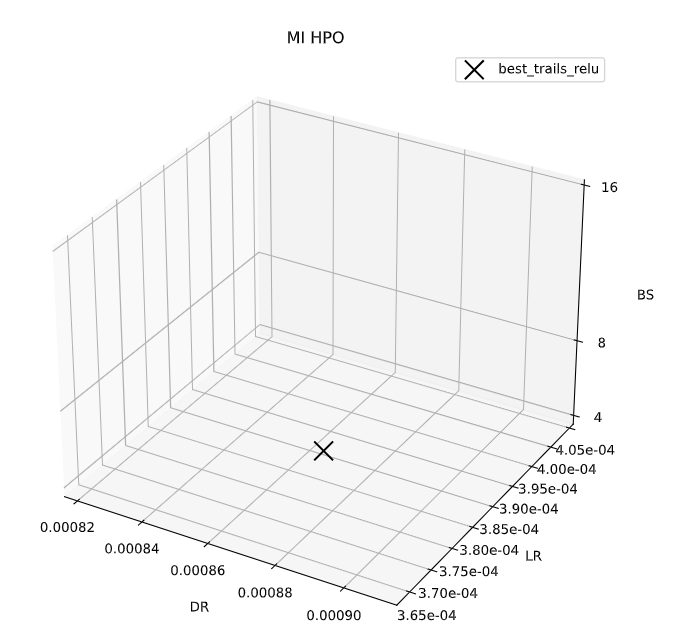 MI HPO
best_trails_relu
16
BS
8
4
4.05e-04
4.00e-04
3.95e-04
3.90e-04
3.85e-04
3.80e-04
LR
3.75e-04
3.70e-04
3.65e-04
0.00082
0.00084
0.00086
0.00088
0.00090
DR